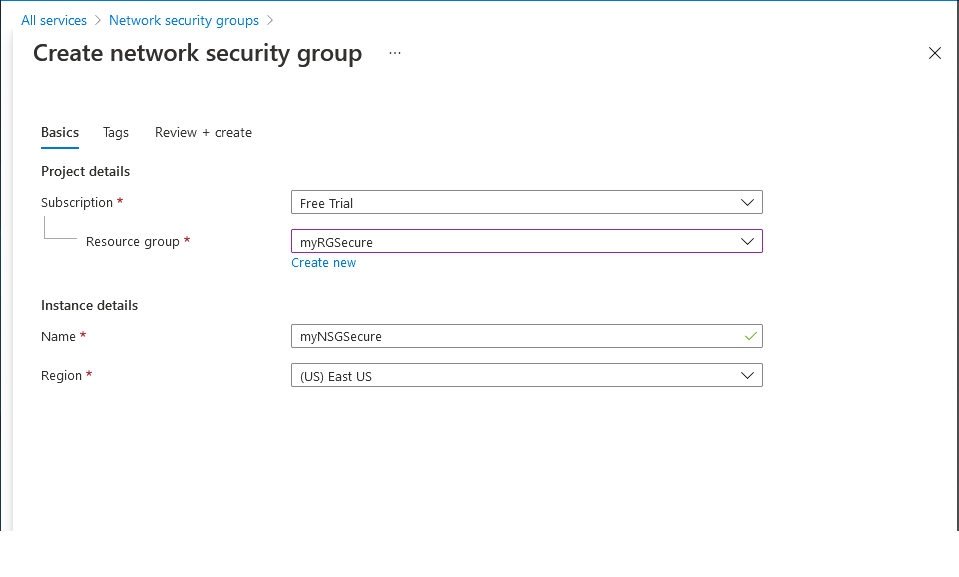 All services > Network security groups >
Create network security group ...
Basics Tags Review + create
Project details
Subscription * Free Trial
Resource group * myRGSecure
Create new
Instance details
Name * myNSGSecure
Region * (US) East US